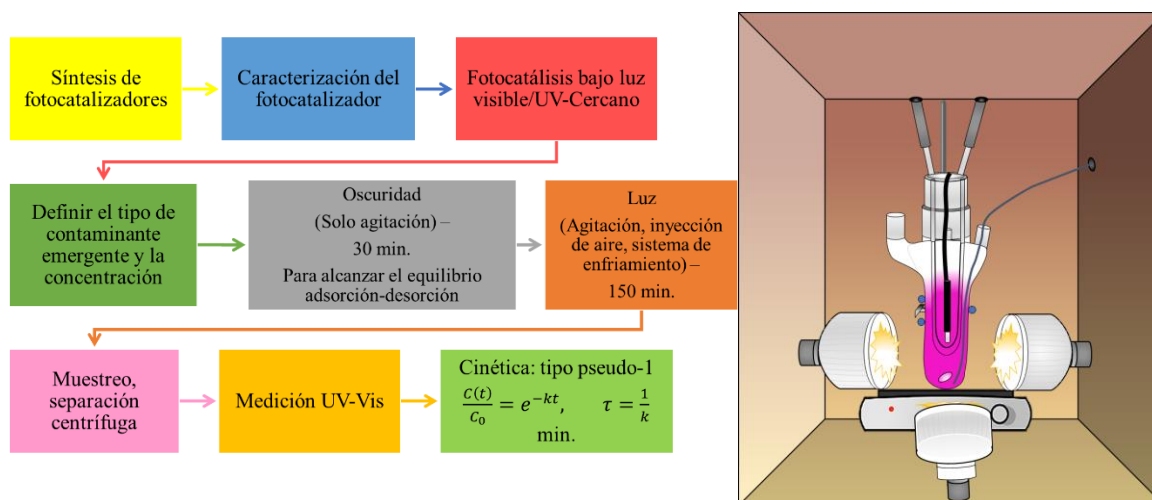 Síntesis de
fotocatalizadores
Caracterización del
fotocatalizador
Fotocatálisis bajo luz
visible/UV-Cercano
Definir el tipo de
contaminante
emergente y la
concentración
Oscuridad
(Solo agitación) –
30 min.
Para alcanzar el equilibrio
adsorción-desorción
Luz
(Agitación, inyección
de aire, sistema de
enfriamiento) –
150 min.
Muestreo,
separación
centrífuga
Medición UV-Vis
Cinética: tipo pseudo-1
C(t)/C₀ = e⁻ᵏᵗ, τ = 1/k
min.